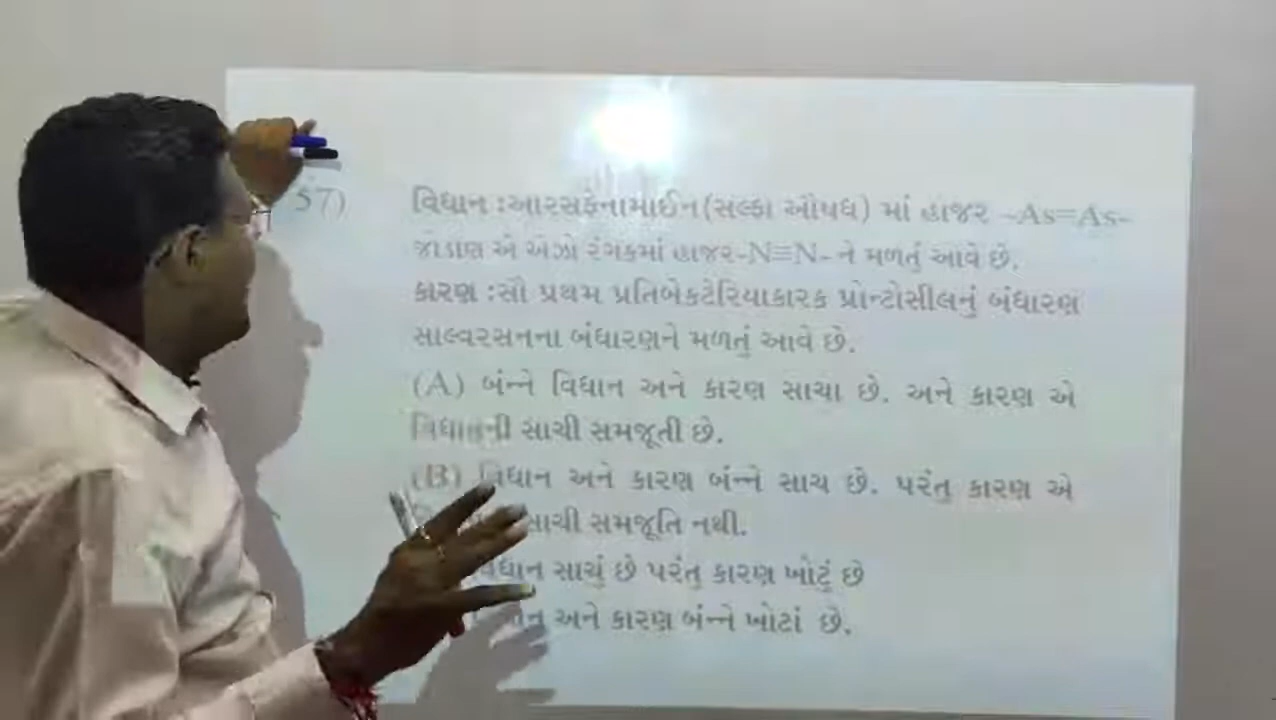 57) વિધાન : આરસફેનામાઈન (સલ્ફા ઔષધ) માં હાજર -As=As-
જોડાણ એ એઝો રંગકમાં હાજર-N=N- ને મળતું આવે છે.
કારણ : સૌ પ્રથમ પ્રતિબેકટેરિયાકારક પ્રોન્ટોસીલનું બંધારણ
સાલ્વરસનના બંધારણને મળતું આવે છે.
(A) બંન્ને વિધાન અને કારણ સાચા છે. અને કારણ એ
વિધાનની સાચી સમજૂતી છે.
(B) વિધાન અને કારણ બંન્ને સાચ છે. પરંતુ કારણ એ
સાચી સમજૂતિ નથી.
વિધાન સાચું છે પરંતુ કારણ ખોટું છે
અને કારણ બંન્ને ખોટાં છે.